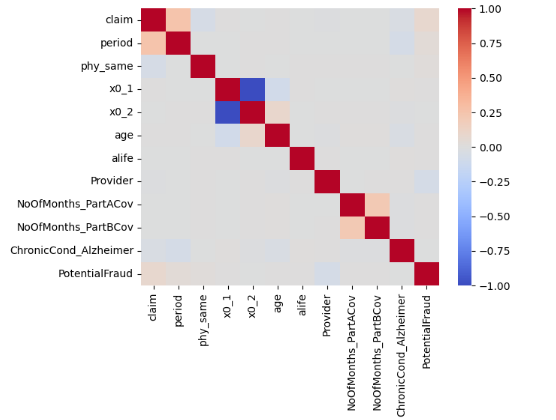 claim
period
phy_same
x0_1
x0_2
age
alife
Provider
NoOfMonths_PartACov
NoOfMonths_PartBCov
ChronicCond_Alzheimer
PotentialFraud
claim
period
phy_same
x0_1
x0_2
age
alife
Provider
NoOfMonths_PartACov
NoOfMonths_PartBCov
ChronicCond_Alzheimer
PotentialFraud
1.00
0.75
0.50
0.25
0.00
−0.25
−0.50
−0.75
−1.00